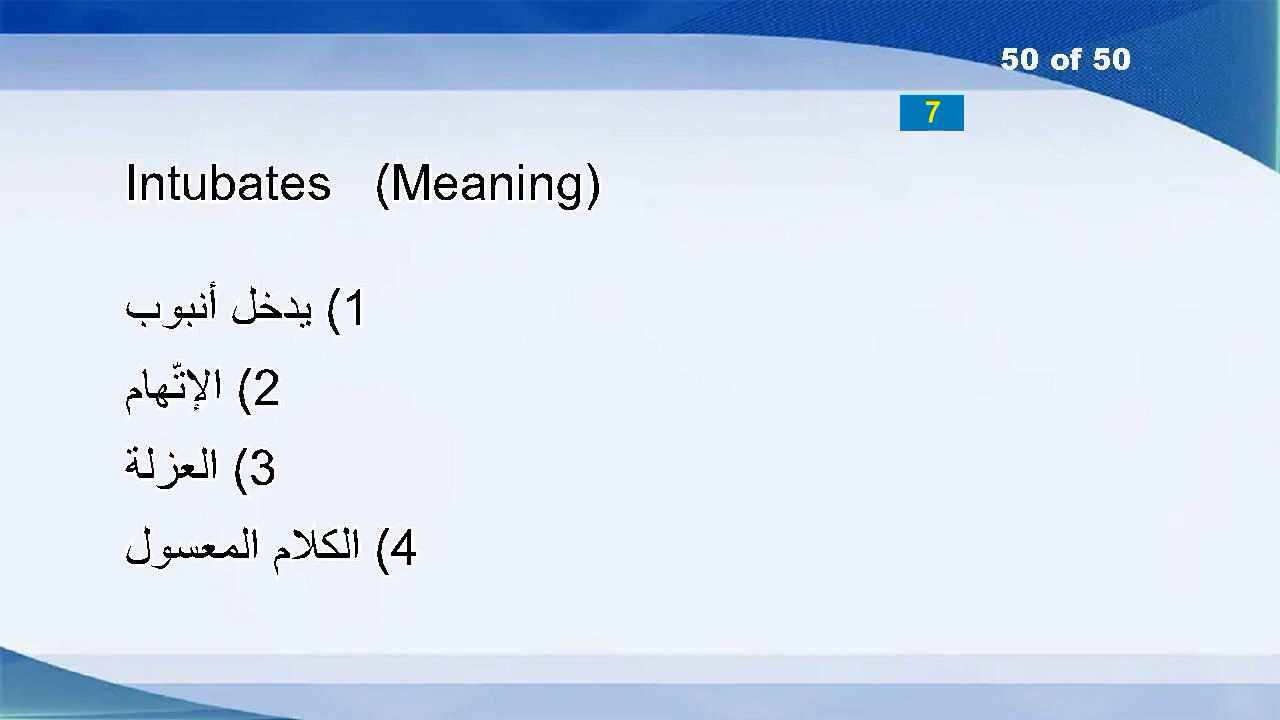 50 of 50
7
Intubates (Meaning)
1) يدخل أنبوب
2) الإتّهام
3) العزلة
4) الكلام المعسول